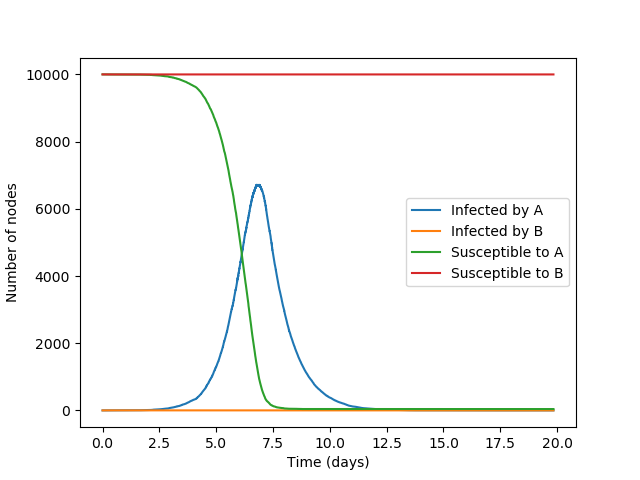 Number of nodes
10000
8000
6000
4000
2000
0
Infected by A
Infected by B
Susceptible to A
Susceptible to B
0.0 2.5 5.0 7.5 10.0 12.5 15.0 17.5 20.0
Time (days)